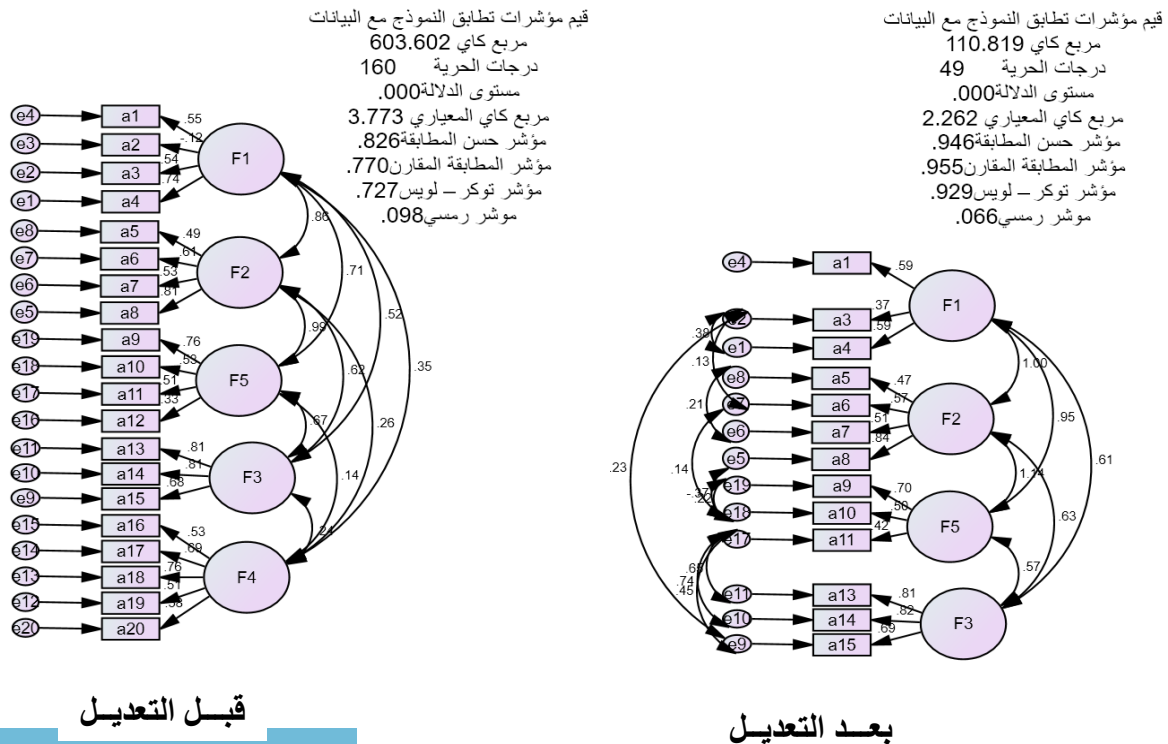 قيم مؤشرات تطابق النموذج مع البيانات
مربع كاي 603.602
درجات الحرية 160
مستوى الدلالة000.
مربع كاي المعياري 3.773
مؤشر حسن المطابقة826.
مؤشر المطابقة المقارن770.
مؤشر توكر – لويس727.
موشر رمسي098.
e4 a1 .55
e3 a2 -.12
e2 a3 .54
e1 a4 .74
F1
e8 a5 .49
e7 a6 .61
e6 a7 .53
e5 a8 .81
F2
e19 a9 .76
e18 a10 .53
e17 a11 .51
e16 a12 .33
F5
e11 a13 .81
e10 a14 .81
e9 a15 .68
F3
e15 a16 .53
e14 a17 .69
e13 a18 .76
e12 a19 .51
e20 a20
F4
.86
.71
.52
.35
.99
.62
.26
.67
.14
.24
قبـــل التعديـــل
قيم مؤشرات تطابق النموذج مع البيانات
مربع كاي 110.819
درجات الحرية 49
مستوى الدلالة000.
مربع كاي المعياري 2.262
مؤشر حسن المطابقة946.
مؤشر المطابقة المقارن955.
مؤشر توكر – لويس929.
موشر رمسي066.
e4 a1 .59
e2 a3 .37
e1 a4 .59
F1
e8 a5 .47
e7 a6 .57
e6 a7 .51
e5 a8 .84
F2
e19 a9 .70
e18 a10 .50
e17 a11 .42
F5
e11 a13 .81
e10 a14 .82
e9 a15 .69
F3
.38
.13
.21
.14
.23
-.37
.22
.65
.74
.45
1.00
.95
.61
1.14
.63
.57
بعـــد التعديـــل